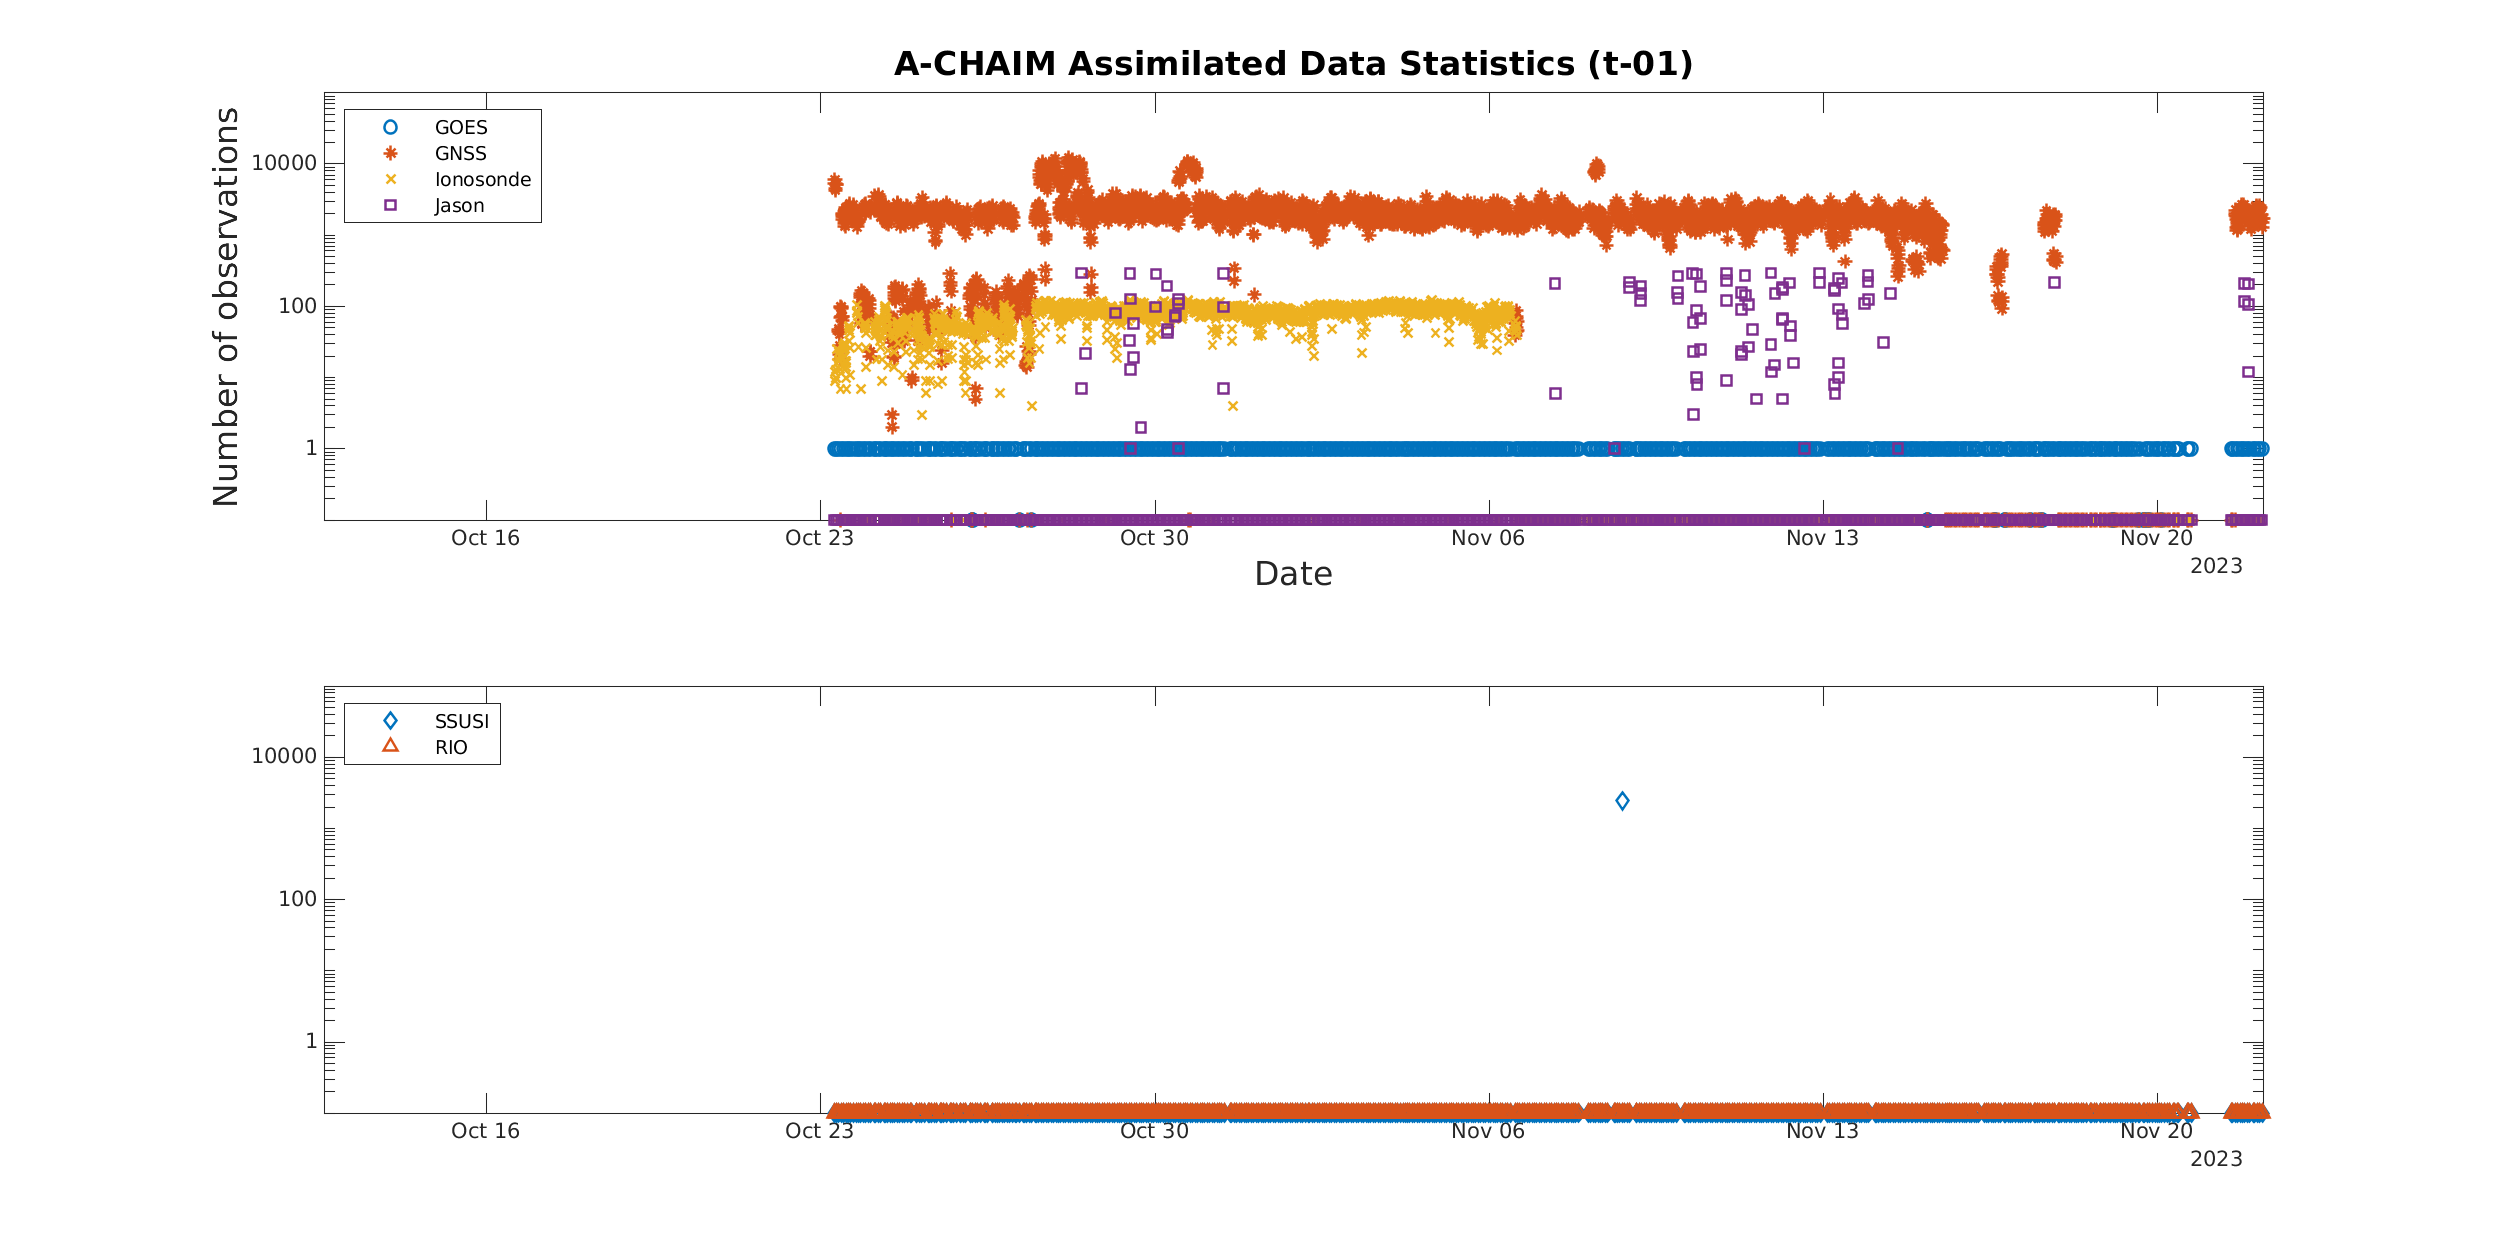 A-CHAIM Assimilated Data Statistics (t-01)
GOES
GNSS
Ionosonde
Jason
10000
100
1
Number of observations
Oct 16
Oct 23
Oct 30
Nov 06
Nov 13
Nov 20
2023
Date
SSUSI
RIO
10000
100
1
Oct 16
Oct 23
Oct 30
Nov 06
Nov 13
Nov 20
2023